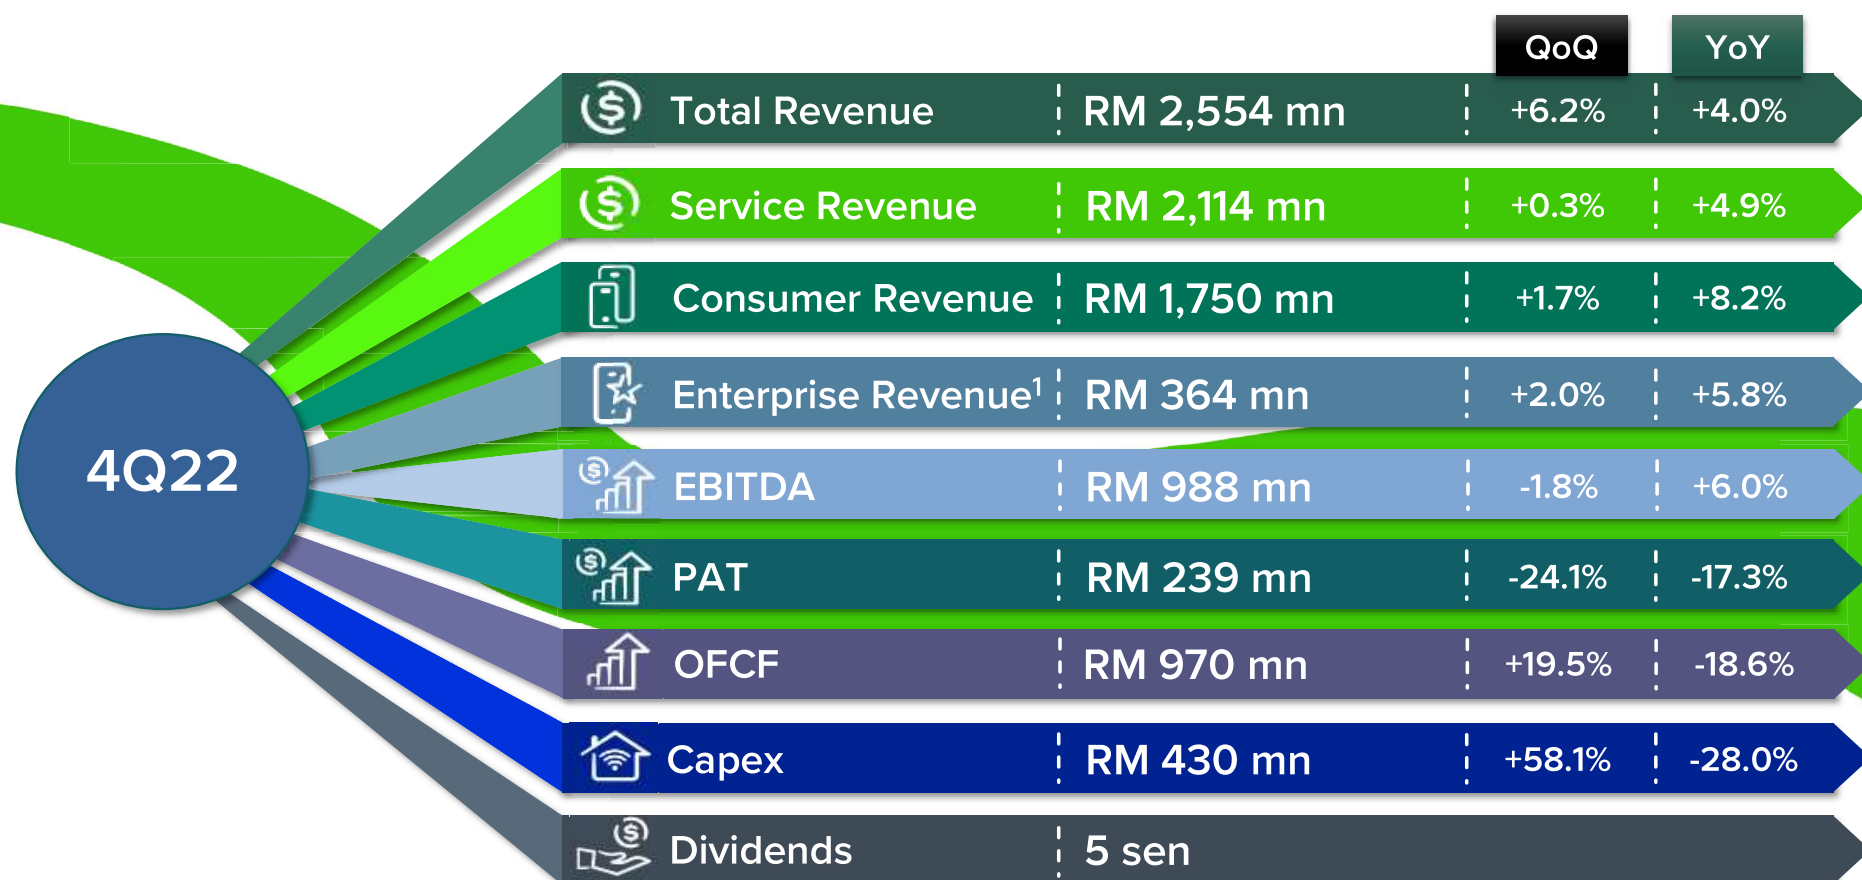 QoQ YoY
Total Revenue RM 2,554 mn +6.2% +4.0%
Service Revenue RM 2,114 mn +0.3% +4.9%
Consumer Revenue RM 1,750 mn +1.7% +8.2%
Enterprise Revenue¹ RM 364 mn +2.0% +5.8%
4Q22
EBITDA RM 988 mn -1.8% +6.0%
PAT RM 239 mn -24.1% -17.3%
OFCF RM 970 mn +19.5% -18.6%
Capex RM 430 mn +58.1% -28.0%
Dividends 5 sen